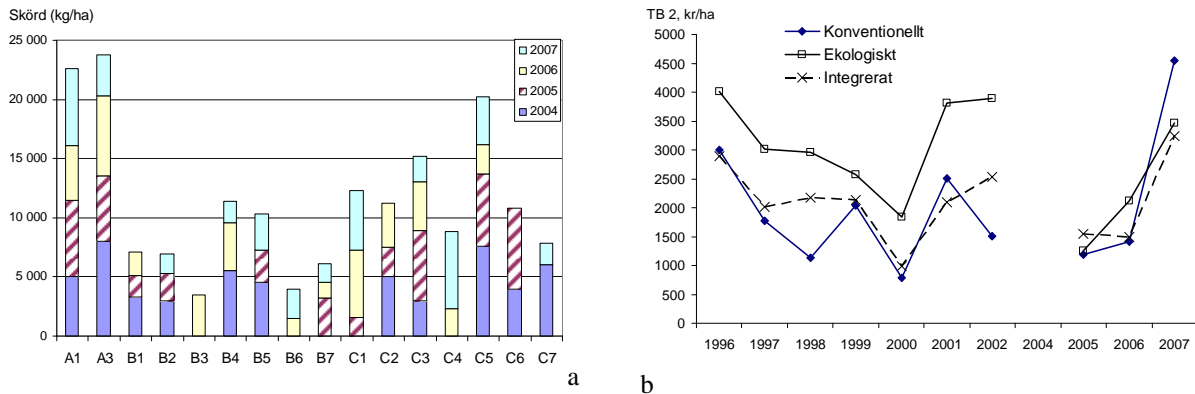 Skörd (kg/ha)
25 000
20 000
15 000
10 000
5 000
0
2007
2006
2005
2004
A1 A3 B1 B2 B3 B4 B5 B6 B7 C1 C2 C3 C4 C5 C6 C7
a
TB 2, kr/ha
Konventionellt
Ekologiskt
Integrerat
5000
4500
4000
3500
3000
2500
2000
1500
1000
500
0
1996 1997 1998 1999 2000 2001 2002 2004 2005 2006 2007
b